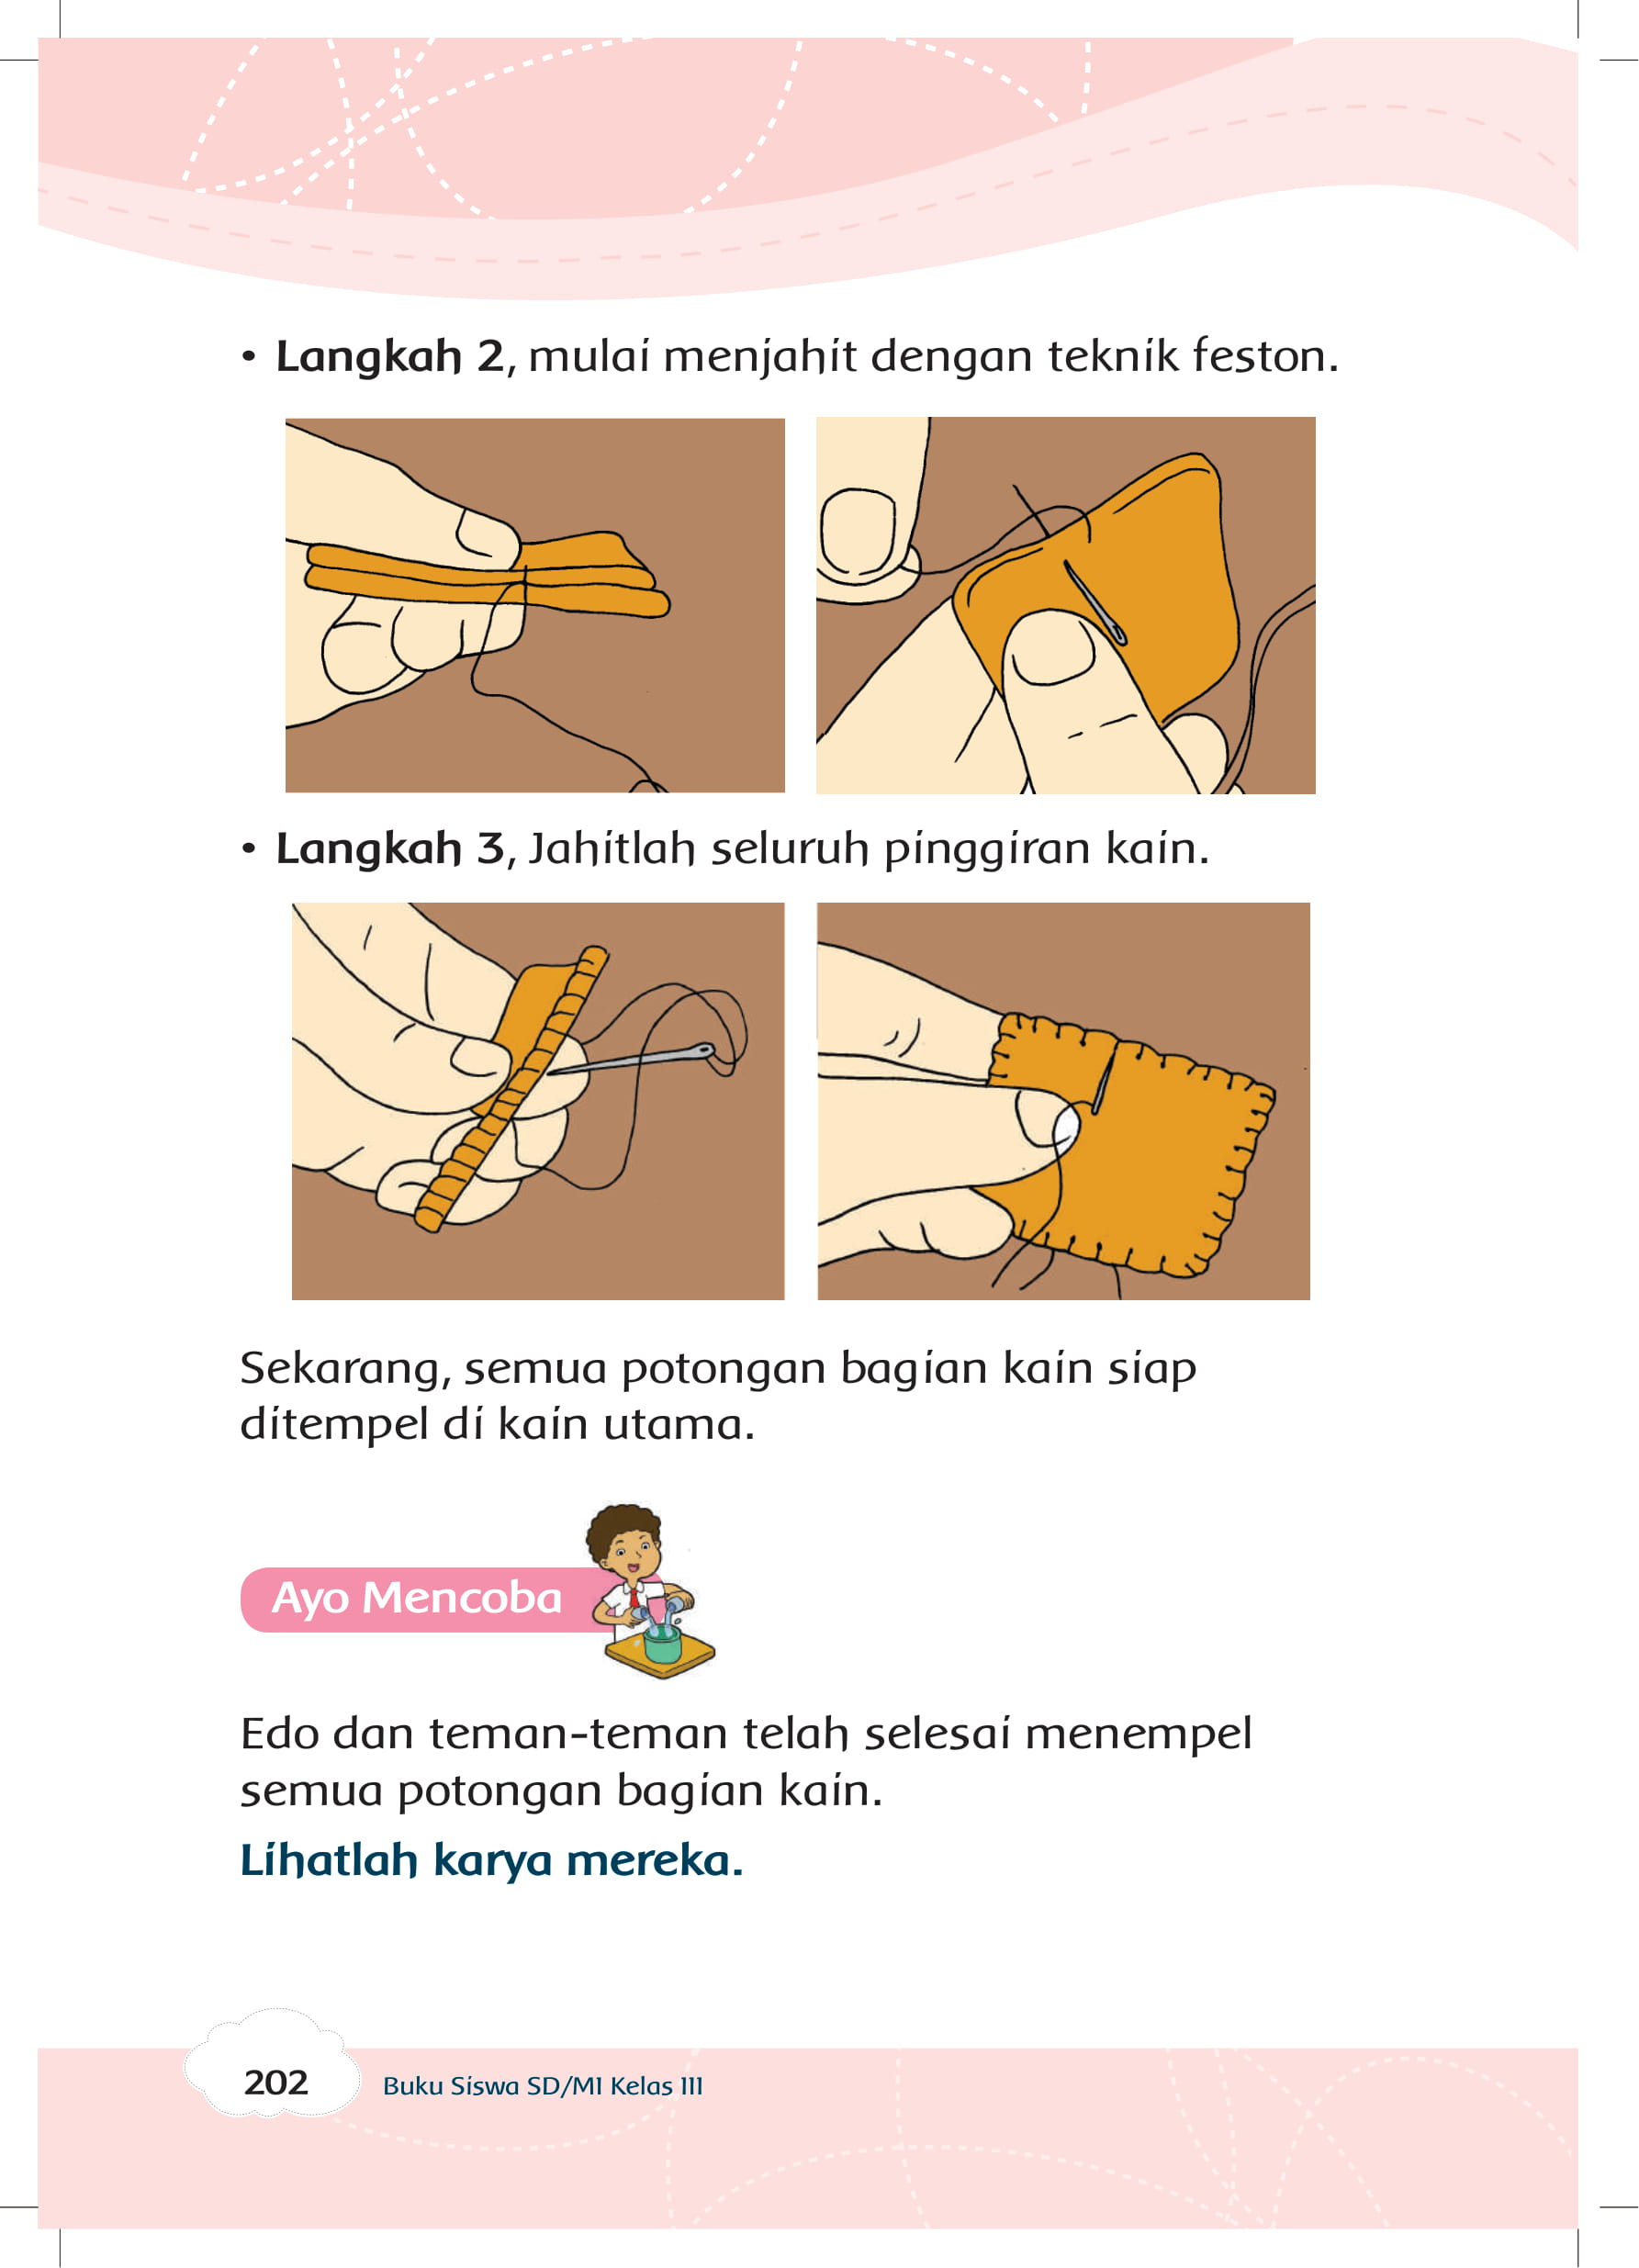 • Langkah 2, mulai menjahit dengan teknik feston.
• Langkah 3, Jahitlah seluruh pinggiran kain.
Sekarang, semua potongan bagian kain siap
ditempel di kain utama.
Ayo Mencoba
Edo dan teman-teman telah selesai menempel
semua potongan bagian kain.
Lihatlah karya mereka.
202
Buku Siswa SD/MI Kelas III